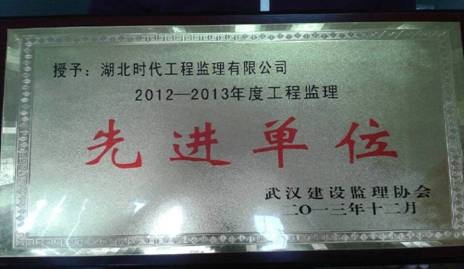 授予：湖北时代工程监理有限公司
2012—2013年度工程监理
先进单位
武汉建设监理协会
二〇一三年十二月